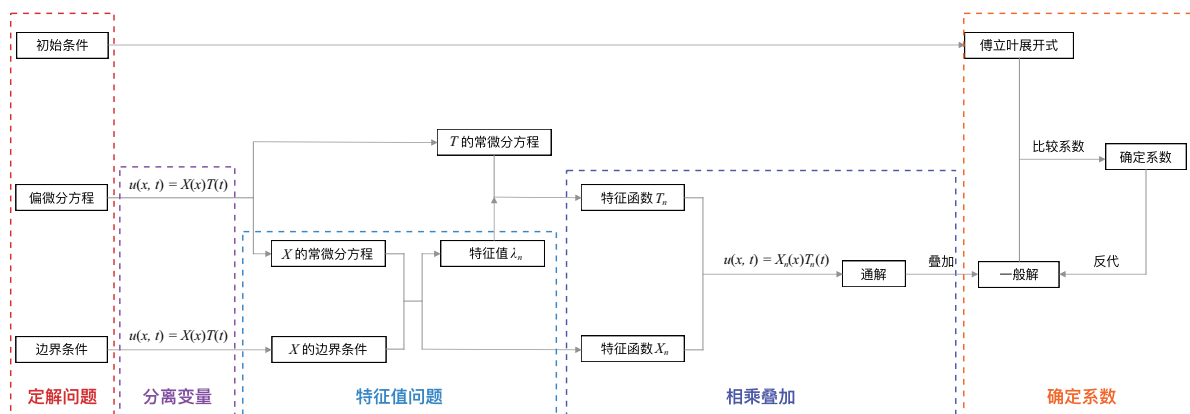 初始条件
傅立叶展开式
T 的常微分方程
比较系数
确定系数
u(x, t) = X(x)T(t)
偏微分方程
特征函数 Tₙ
X 的常微分方程
特征值 λₙ
u(x, t) = Xₙ(x)Tₙ(t)
通解
叠加
一般解
反代
u(x, t) = X(x)T(t)
边界条件
X 的边界条件
特征函数 Xₙ
定解问题
分离变量
特征值问题
相乘叠加
确定系数